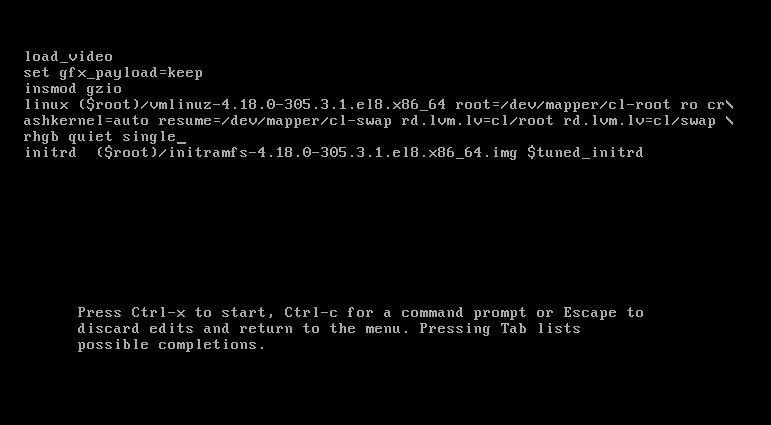 load_video
set gfx_payload=keep
insmod gzio
linux ($root)/vmlinuz-4.18.0-305.3.1.el8.x86_64 root=/dev/mapper/cl-root ro cr\
ashkernel=auto resume=/dev/mapper/cl-swap rd.lvm.lv=cl/root rd.lvm.lv=cl/swap \
rhgb quiet single_
initrd  ($root)/initramfs-4.18.0-305.3.1.el8.x86_64.img $tuned_initrd
Press Ctrl-x to start, Ctrl-c for a command prompt or Escape to
discard edits and return to the menu. Pressing Tab lists
possible completions.